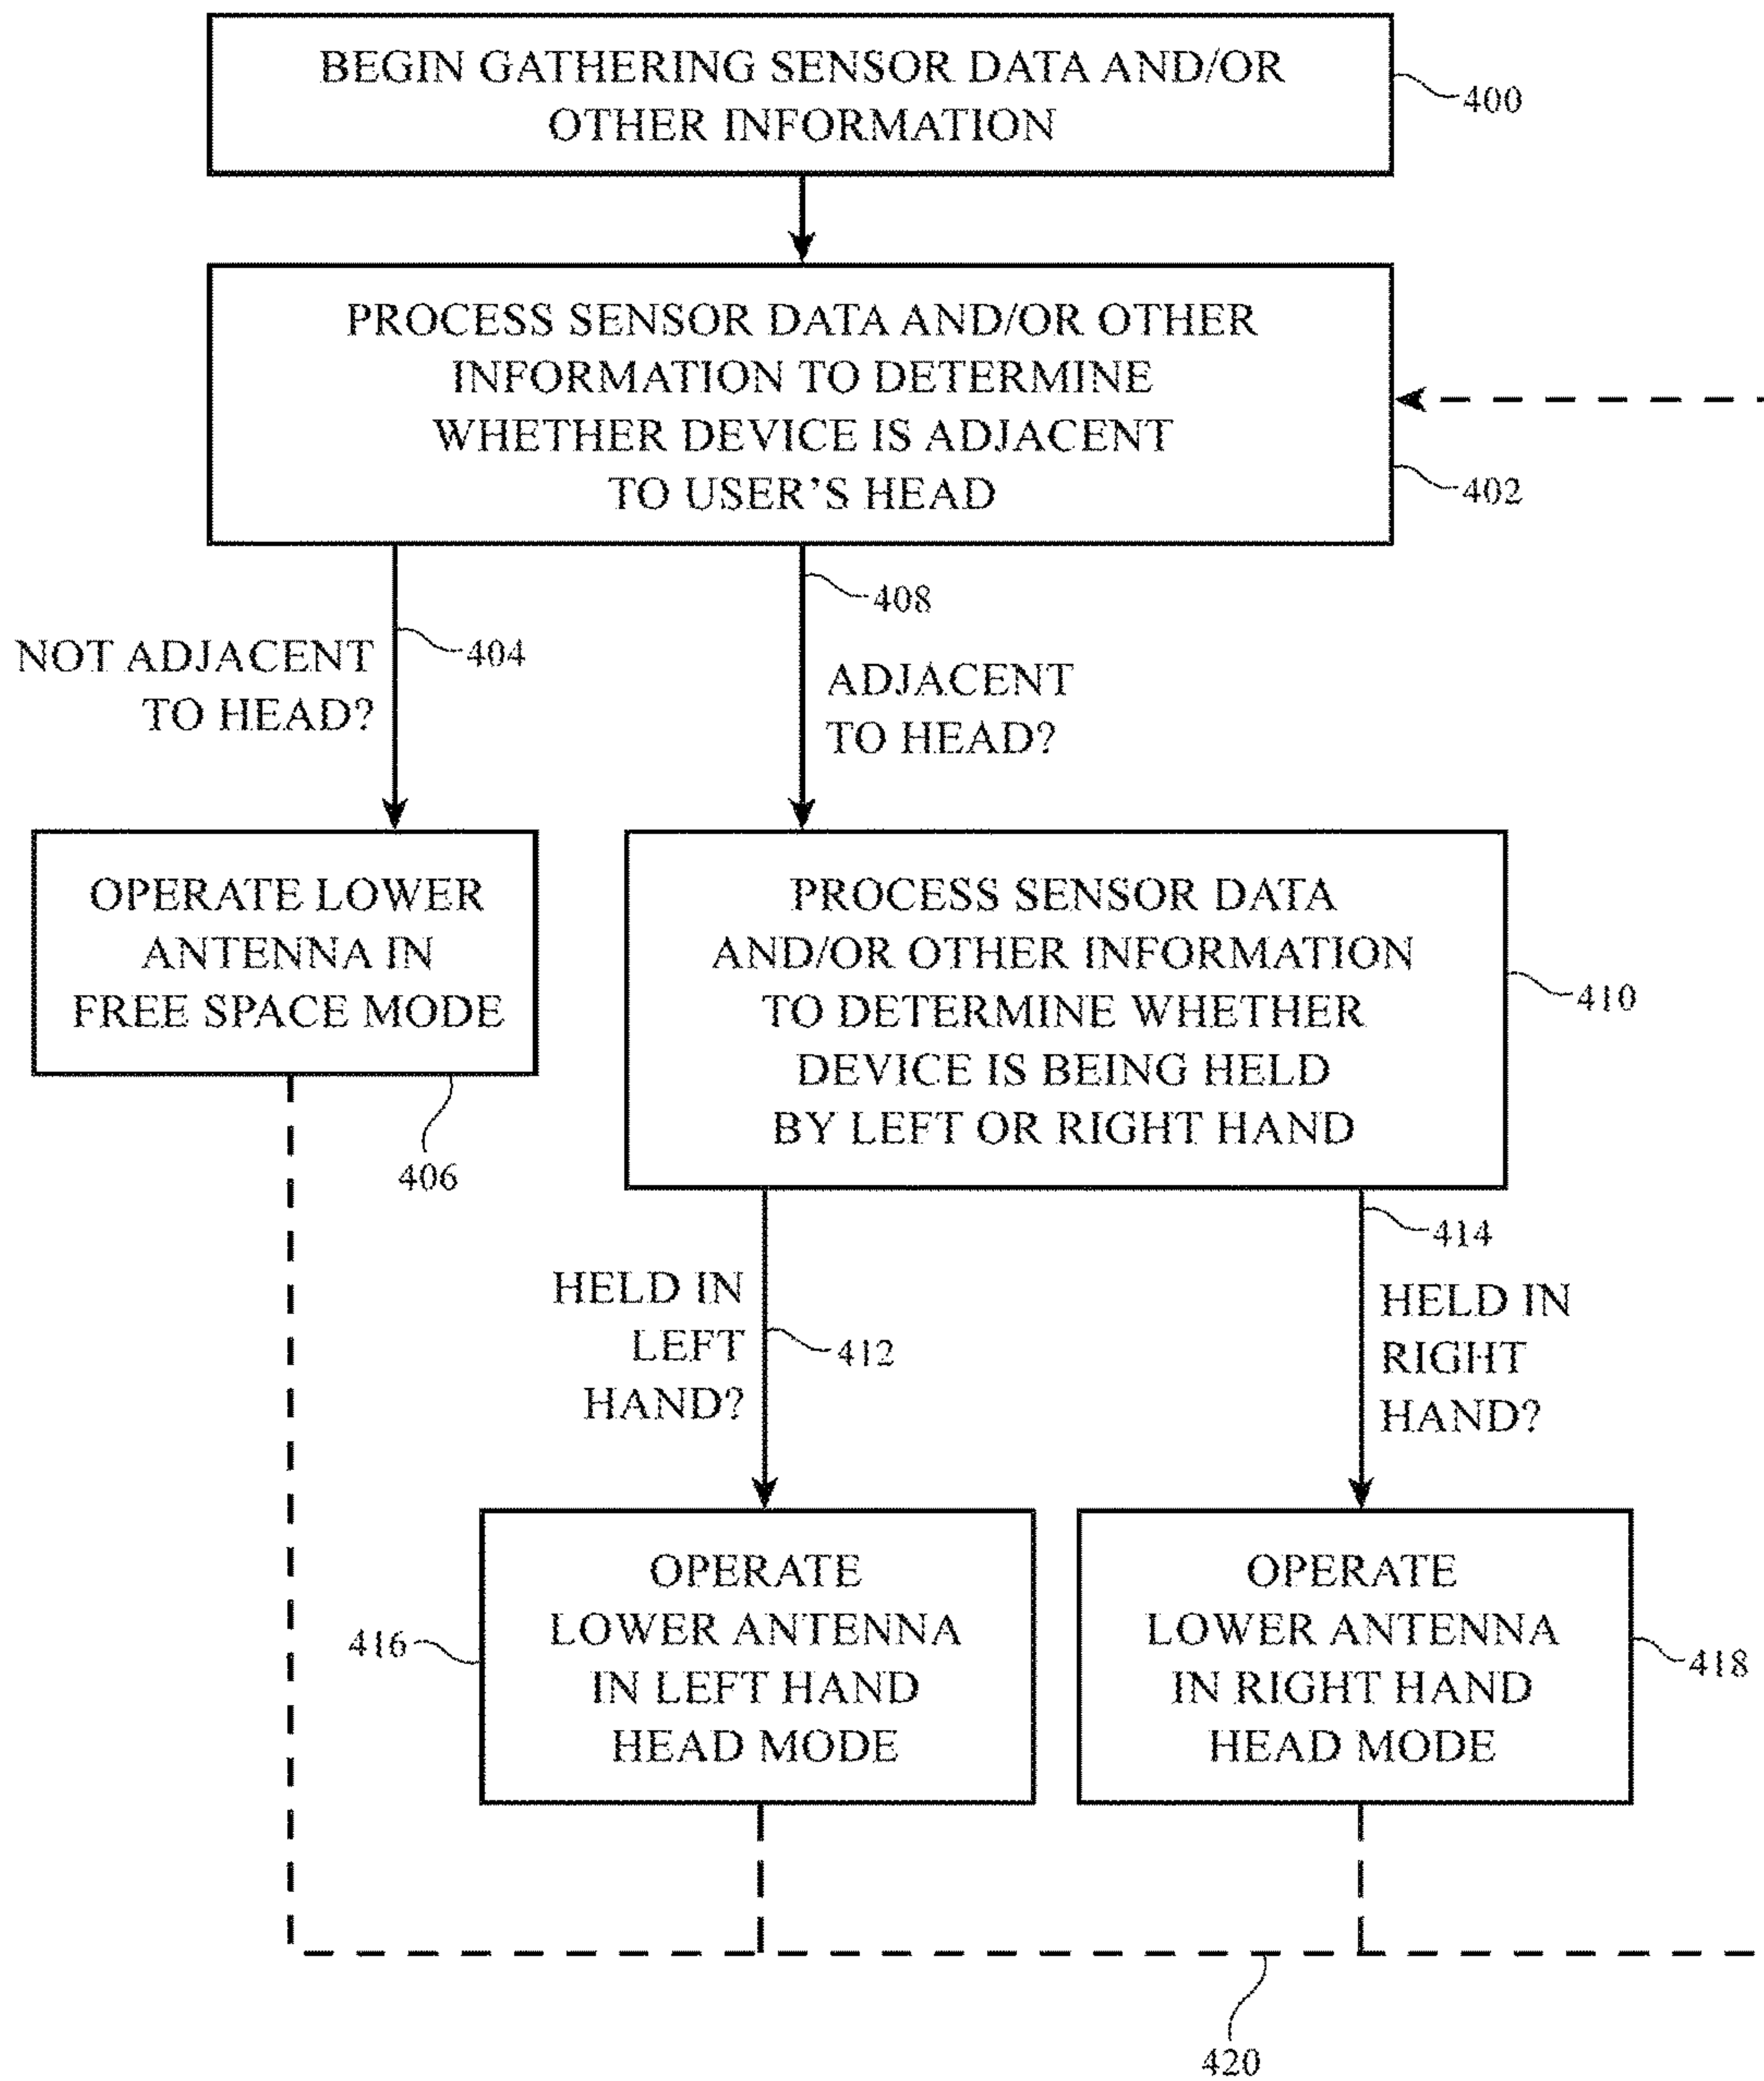 BEGIN GATHERING SENSOR DATA AND/OR
OTHER INFORMATION
400
PROCESS SENSOR DATA AND/OR OTHER
INFORMATION TO DETERMINE
WHETHER DEVICE IS ADJACENT
TO USER'S HEAD
402
408
404
NOT ADJACENT
TO HEAD?
ADJACENT
TO HEAD?
OPERATE LOWER
ANTENNA IN
FREE SPACE MODE
406
PROCESS SENSOR DATA
AND/OR OTHER INFORMATION
TO DETERMINE WHETHER
DEVICE IS BEING HELD
BY LEFT OR RIGHT HAND
410
414
HELD IN
LEFT
HAND?
412
HELD IN
RIGHT
HAND?
416
OPERATE
LOWER ANTENNA
IN LEFT HAND
HEAD MODE
OPERATE
LOWER ANTENNA
IN RIGHT HAND
HEAD MODE
418
420